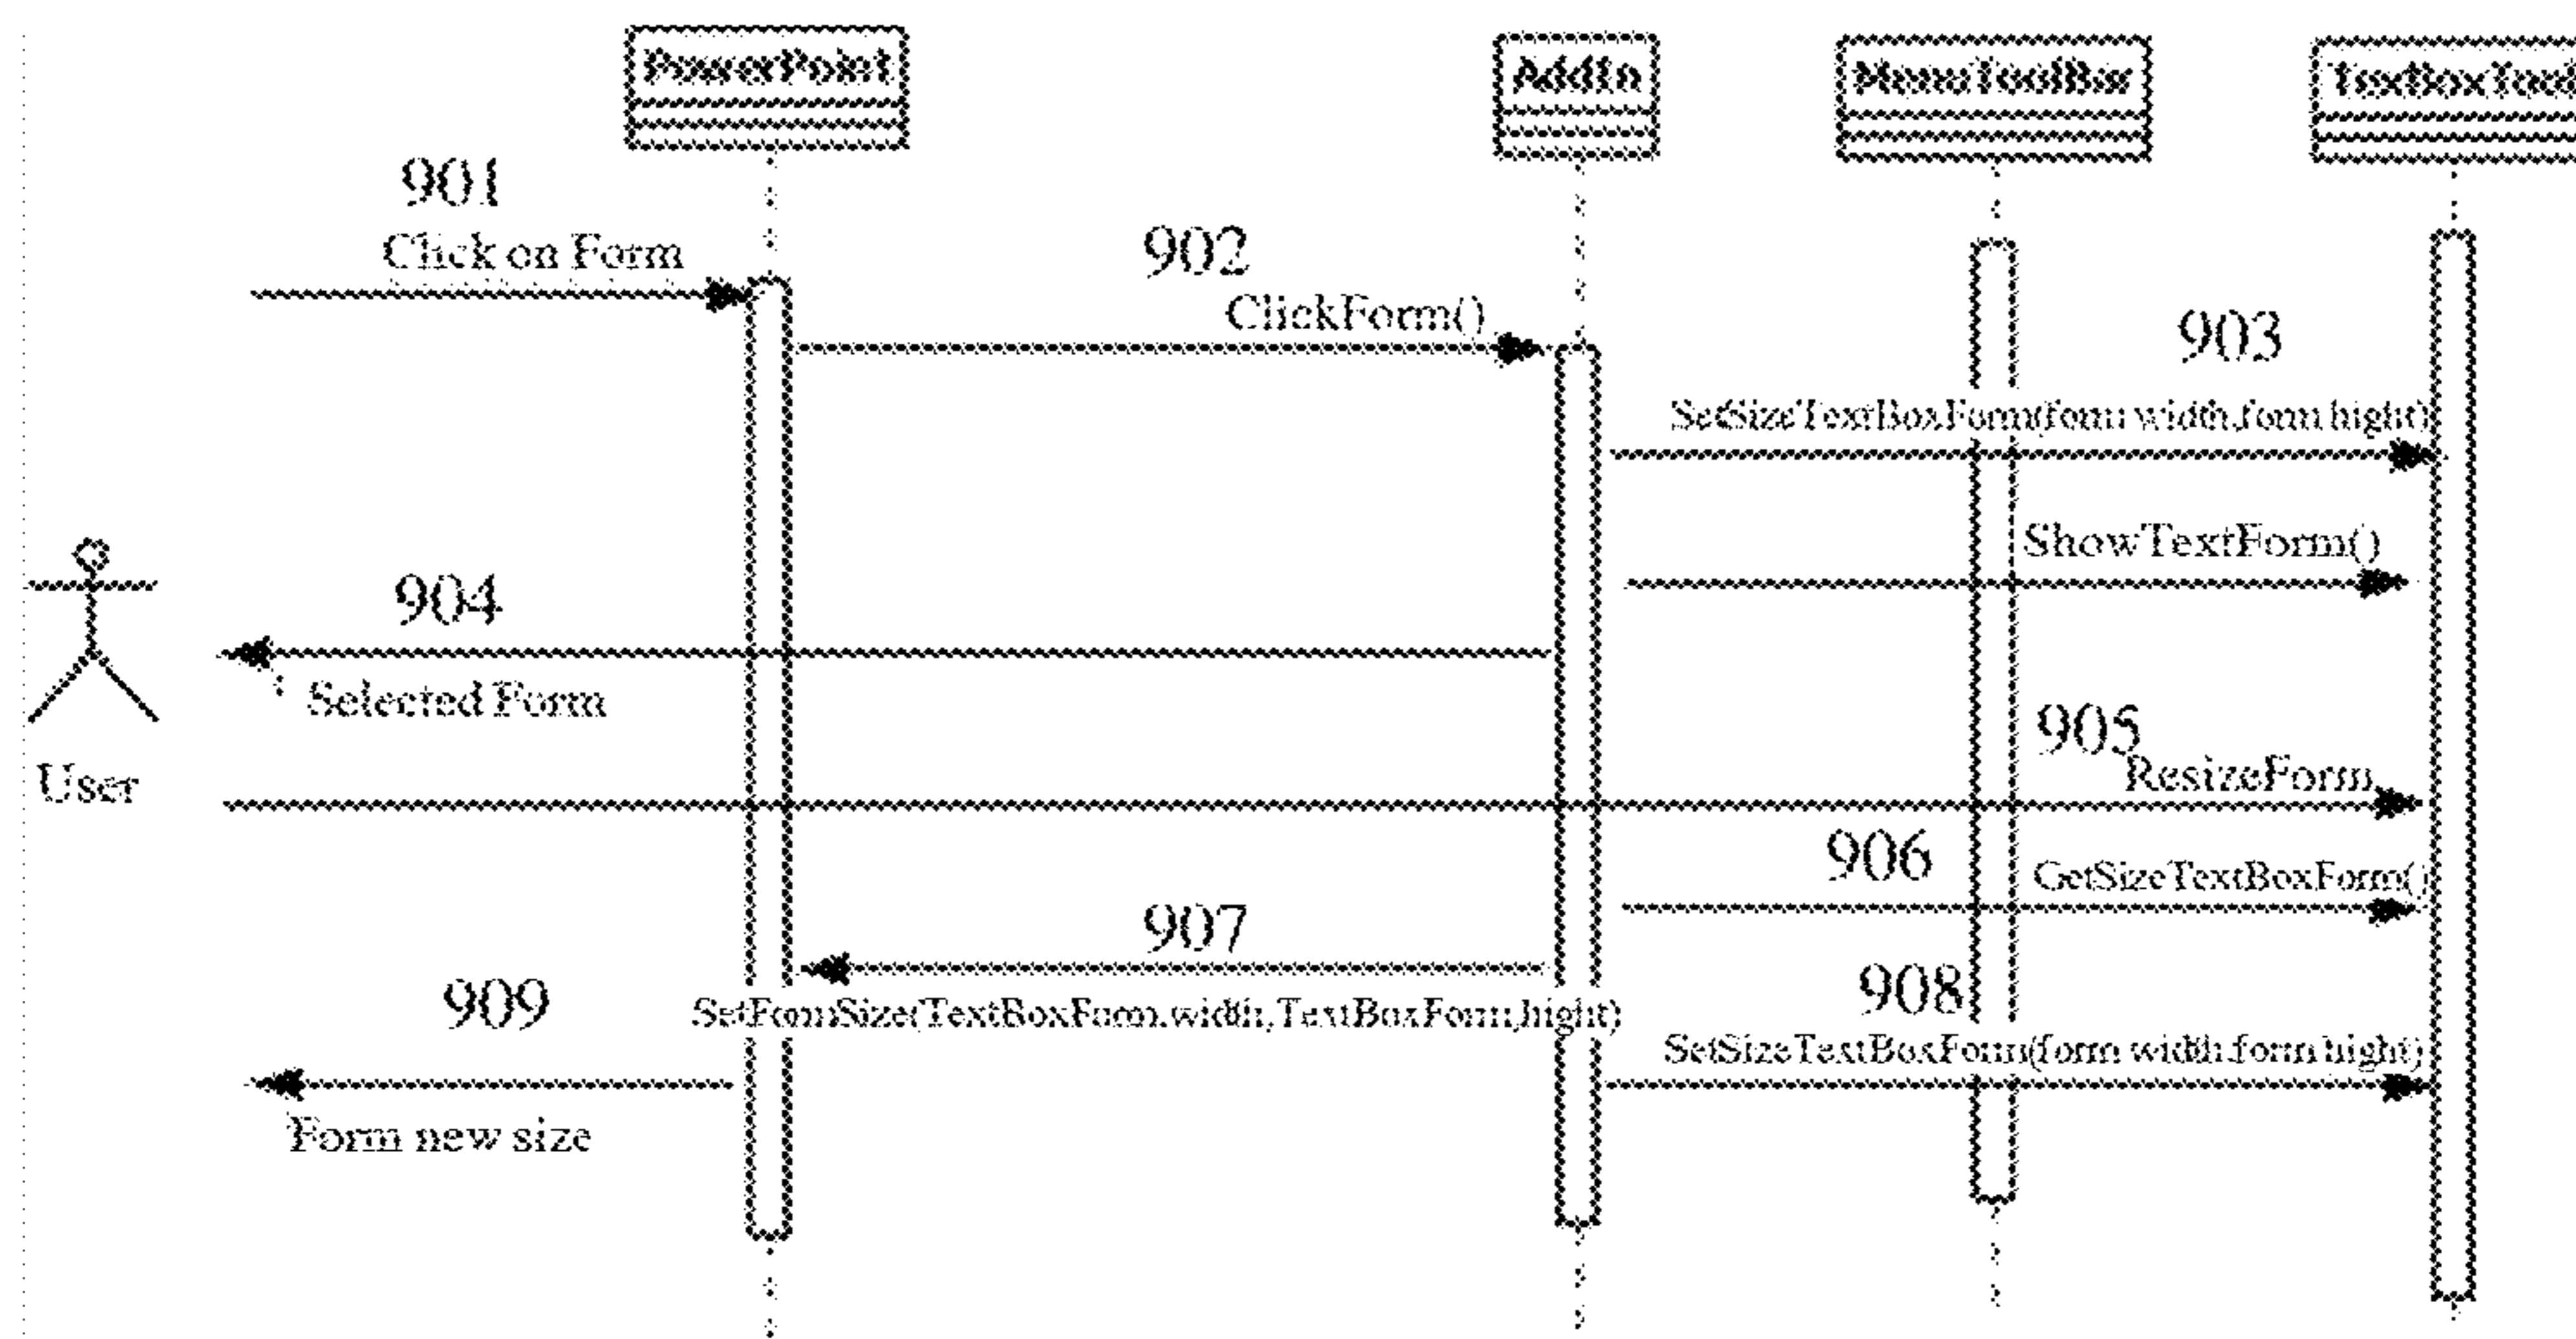 PowerPoint
AddIn
MenuToolBar
TextBoxTool
901
Click on Form
902
ClickForm()
903
SetSizeTextBoxForm(form width,form hight)
ShowTextForm()
904
Selected Form
User
905
ResizeForm
906
GetSizeTextBoxForm()
907
SetFormSize(TextBoxForm.width,TextBoxForm,hight)
908
SetSizeTextBoxForm(form width,form hight)
909
Form new size